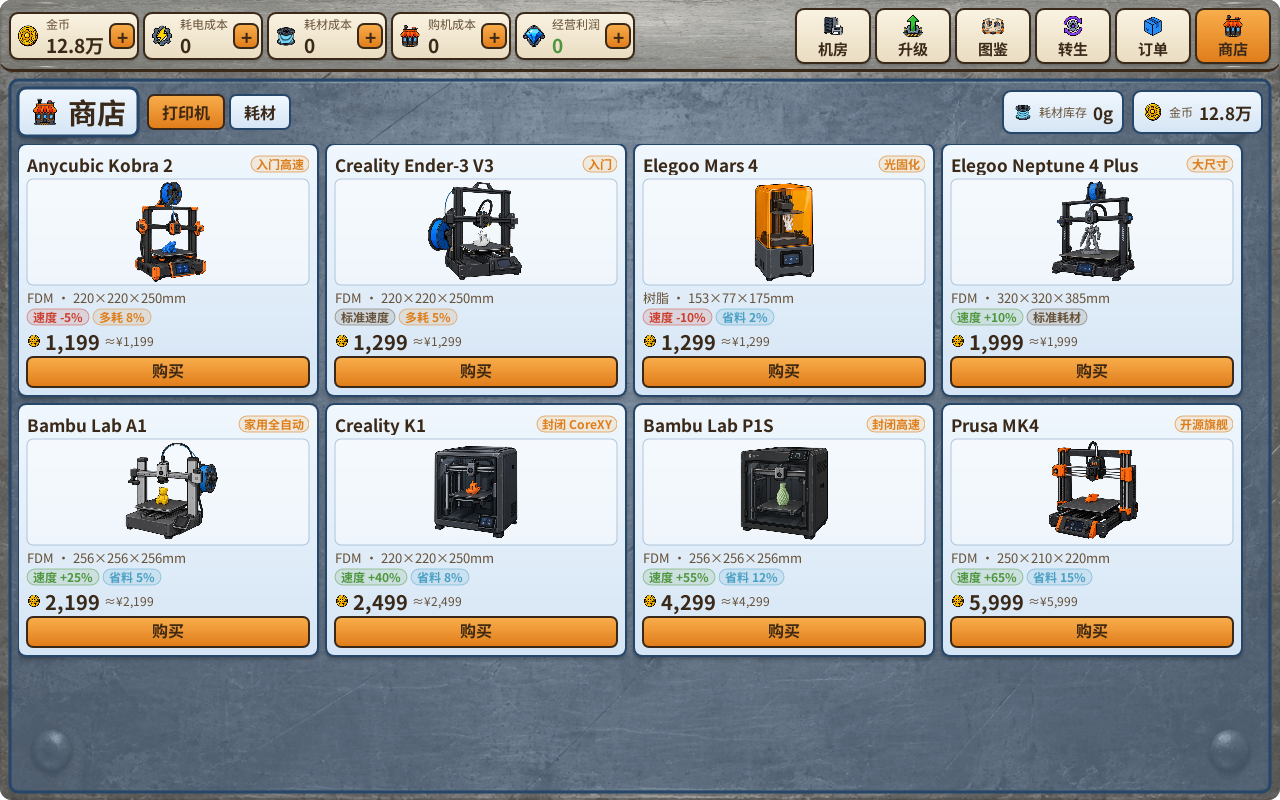 金币
12.8万
+
耗电成本
0
+
耗材成本
0
+
购机成本
0
+
经营利润
0
+
机房
升级
图鉴
转生
订单
商店
商店
打印机
耗材
耗材库存 0g
金币 12.8万
Anycubic Kobra 2
入门高速
FDM · 220×220×250mm
速度 -5% 多耗 8%
1,199 ≈¥1,199
购买
Creality Ender-3 V3
入门
FDM · 220×220×250mm
标准速度 多耗 5%
1,299 ≈¥1,299
购买
Elegoo Mars 4
光固化
树脂 · 153×77×175mm
速度 -10% 省料 2%
1,299 ≈¥1,299
购买
Elegoo Neptune 4 Plus
大尺寸
FDM · 320×320×385mm
速度 +10% 标准耗材
1,999 ≈¥1,999
购买
Bambu Lab A1
家用全自动
FDM · 256×256×256mm
速度 +25% 省料 5%
2,199 ≈¥2,199
购买
Creality K1
封闭 CoreXY
FDM · 220×220×250mm
速度 +40% 省料 8%
2,499 ≈¥2,499
购买
Bambu Lab P1S
封闭高速
FDM · 256×256×256mm
速度 +55% 省料 12%
4,299 ≈¥4,299
购买
Prusa MK4
开源旗舰
FDM · 250×210×220mm
速度 +65% 省料 15%
5,999 ≈¥5,999
购买